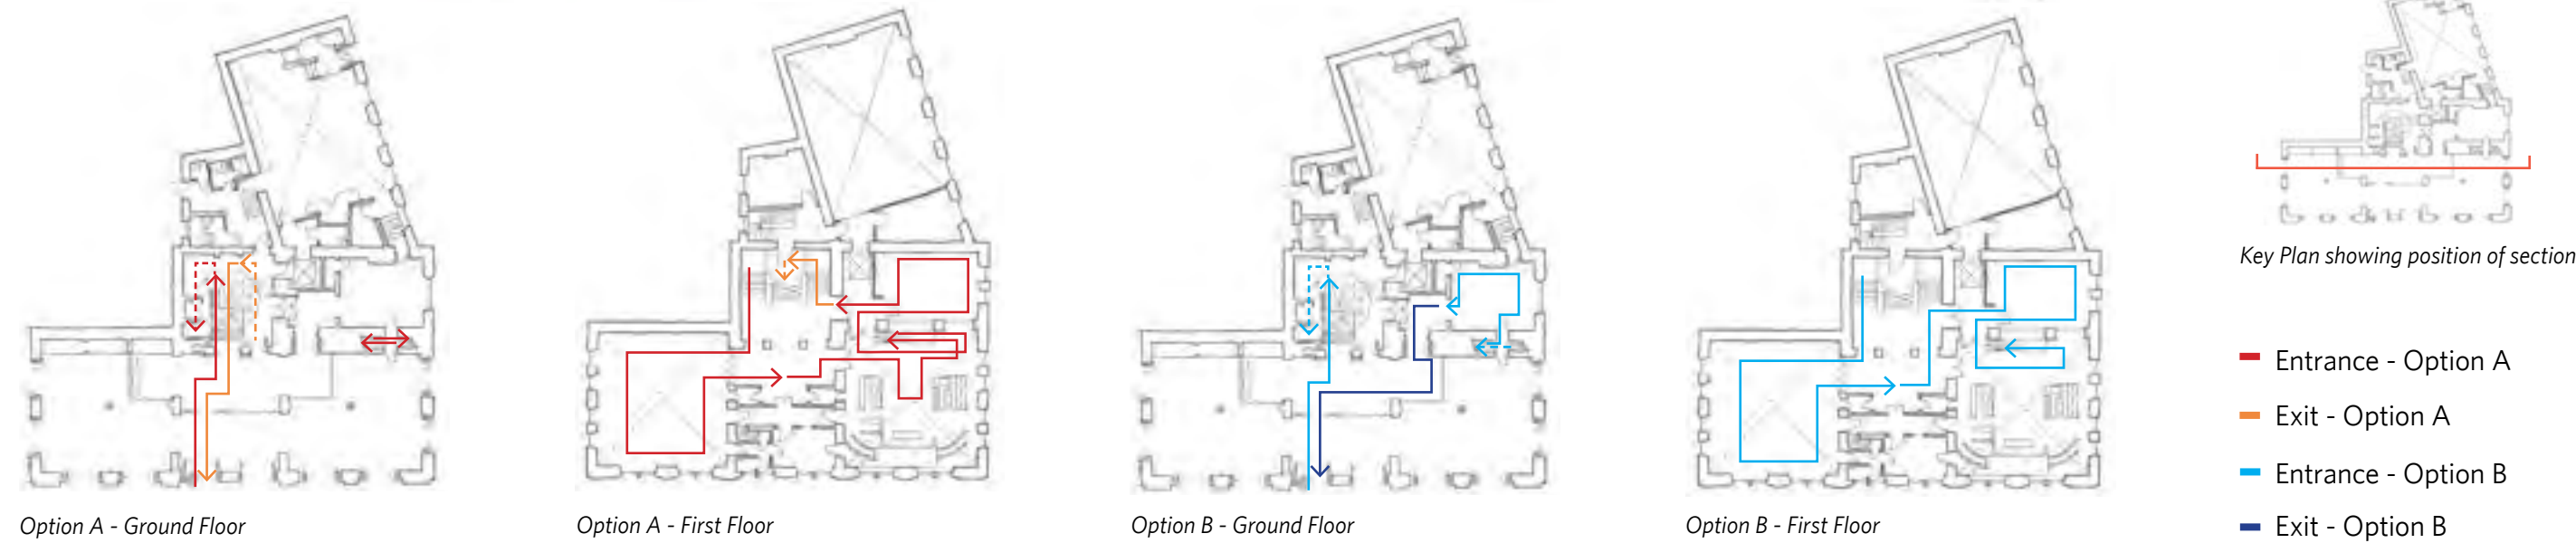 Option A - Ground Floor
Option A - First Floor
Option B - Ground Floor
Option B - First Floor
Key Plan showing position of section
Entrance - Option A
Exit - Option A
Entrance - Option B
Exit - Option B